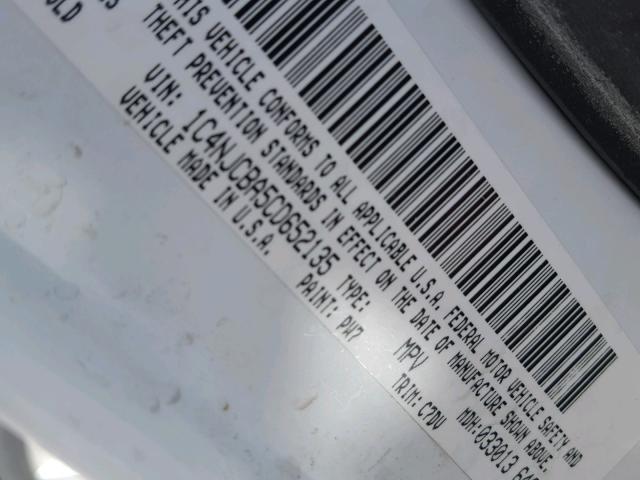 THIS VEHICLE CONFORMS TO ALL APPLICABLE U.S.A. FEDERAL MOTOR VEHICLE SAFETY AND
THEFT PREVENTION STANDARDS IN EFFECT ON THE DATE OF MANUFACTURE SHOWN ABOVE.
VIN: 1C4NJCBA5CD652135 TYPE: MPV MDH: 033013
VEHICLE MADE IN U.S.A. PAINT: PW7 TRIM: C7DV